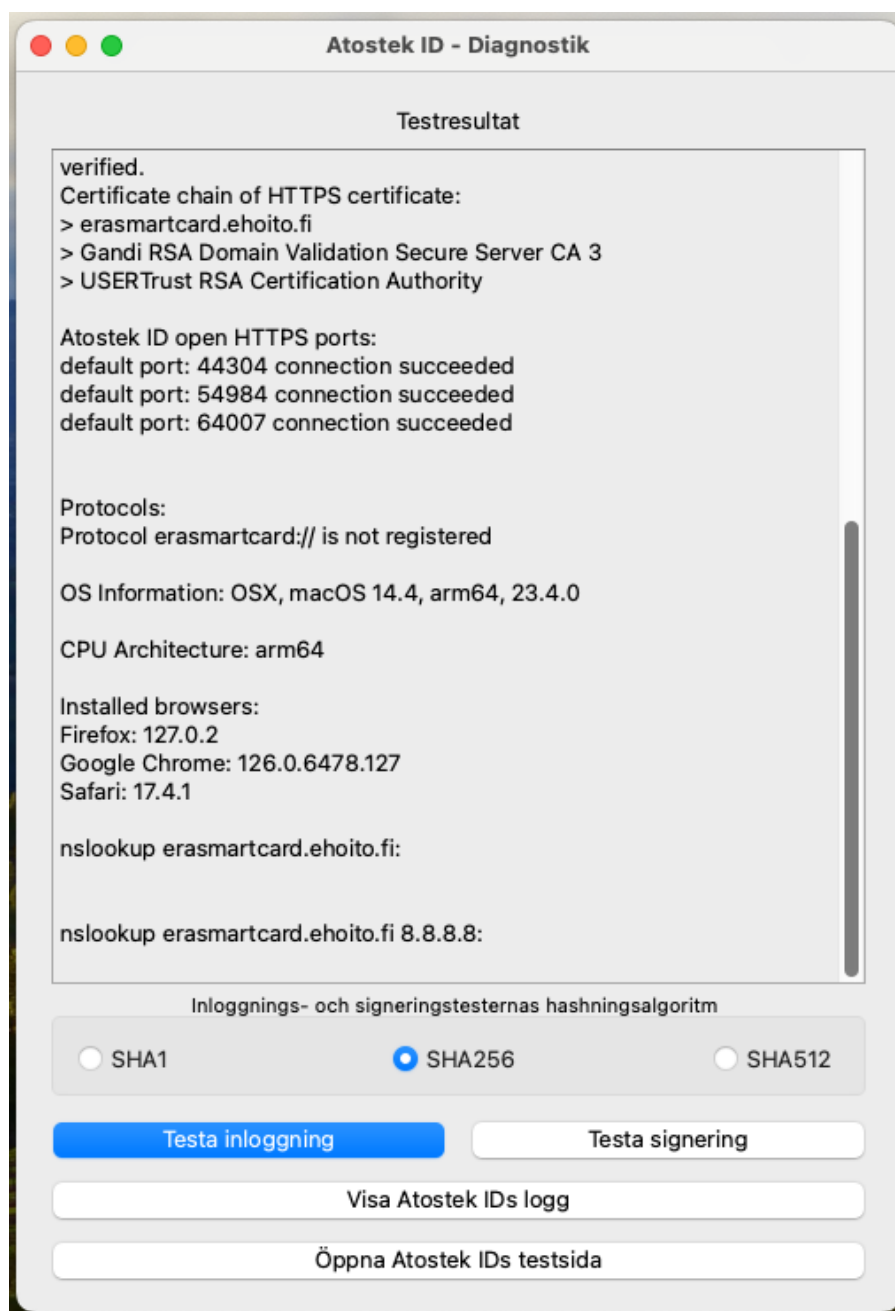 Atostek ID - Diagnostik
Testresultat
verified.
Certificate chain of HTTPS certificate:
> erasmartcard.ehoito.fi
> Gandi RSA Domain Validation Secure Server CA 3
> USERTrust RSA Certification Authority
Atostek ID open HTTPS ports:
default port: 44304 connection succeeded
default port: 54984 connection succeeded
default port: 64007 connection succeeded
Protocols:
Protocol erasmartcard:// is not registered
OS Information: OSX, macOS 14.4, arm64, 23.4.0
CPU Architecture: arm64
Installed browsers:
Firefox: 127.0.2
Google Chrome: 126.0.6478.127
Safari: 17.4.1
nslookup erasmartcard.ehoito.fi:
nslookup erasmartcard.ehoito.fi 8.8.8.8:
Inloggnings- och signeringstesternas hashningsalgoritm
SHA1 SHA256 SHA512
Testa inloggning Testa signering
Visa Atostek IDs logg
Öppna Atostek IDs testsida